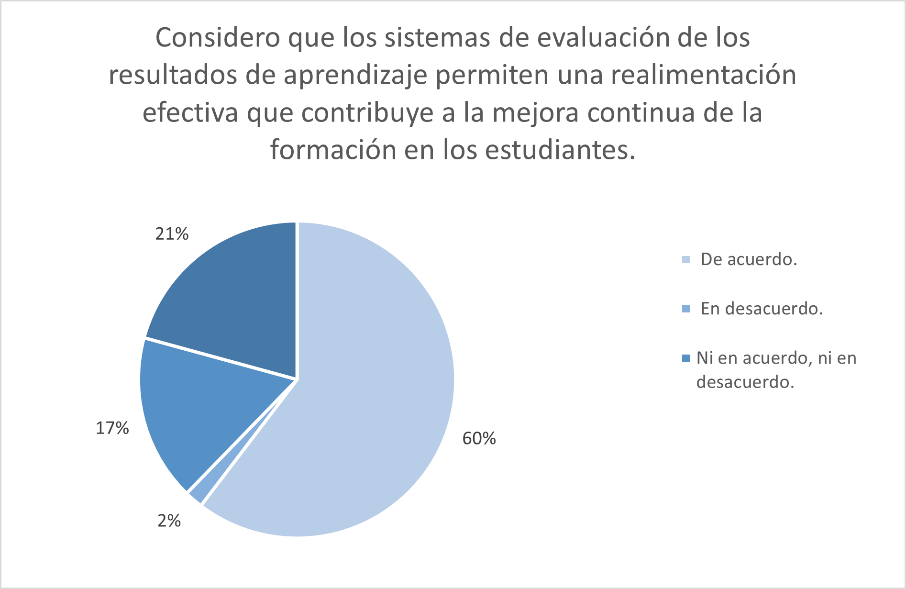 Considero que los sistemas de evaluación de los
resultados de aprendizaje permiten una realimentación
efectiva que contribuye a la mejora continua de la
formación en los estudiantes.
21%
De acuerdo.
En desacuerdo.
Ni en acuerdo, ni en
desacuerdo.
17%
60%
2%